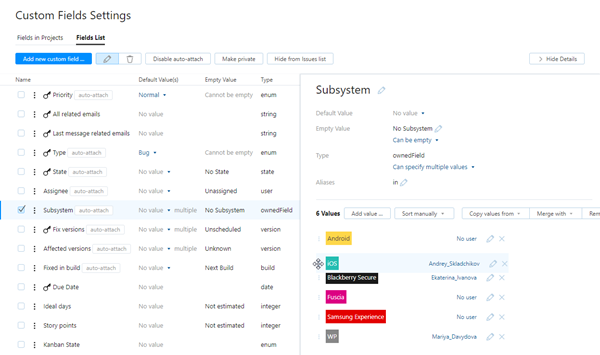 Custom Fields Settings
Fields in Projects Fields List
Add new custom field ... Disable auto-attach Make private Hide from Issues list > Hide Details
Name Default Value(s) Empty Value Type
Priority auto-attach Normal Cannot be empty enum
All related emails No value string
Last message related emails No value string
Type auto-attach Bug Cannot be empty enum
State auto-attach No value No State state
Assignee auto-attach No value Unassigned user
Subsystem auto-attach No value multiple No Subsystem ownedField
Fix versions auto-attach No value multiple Unscheduled version
Affected versions auto-attach No value multiple Unknown version
Fixed in build auto-attach No value Next Build build
Due Date No value date
Ideal days No value Not estimated integer
Story points No value Not estimated integer
Kanban State No value enum
Subsystem
Default Value No value
Empty Value No Subsystem
Can be empty
Type ownedField
Can specify multiple values
Aliases in
6 Values Add value ... Sort manually Copy values from Merge with
Android No user
iOS Andrey_Skladchikov
Blackberry Secure Ekaterina_Ivanova
Fuscia No user
Samsung Experience No user
WP Mariya_Davydova